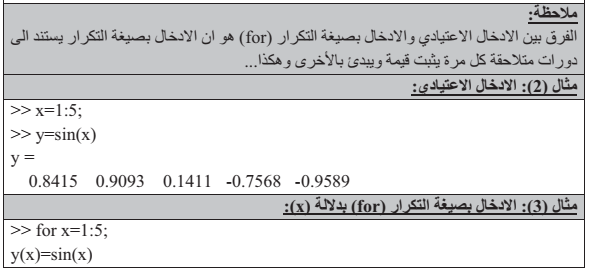 ملاحظة:
الفرق بين الادخال الاعتيادي والادخال بصيغة التكرار (for) هو ان الادخال بصيغة التكرار يستند الى
دورات متلاحقة كل مرة يثبت قيمة ويبدئ بالأخرى وهكذا...
مثال (2): الادخال الاعتيادي:
>> x=1:5;
>> y=sin(x)
y =
0.8415 0.9093 0.1411 -0.7568 -0.9589
مثال (3): الادخال بصيغة التكرار (for) بدلالة (x):
>> for x=1:5;
y(x)=sin(x)